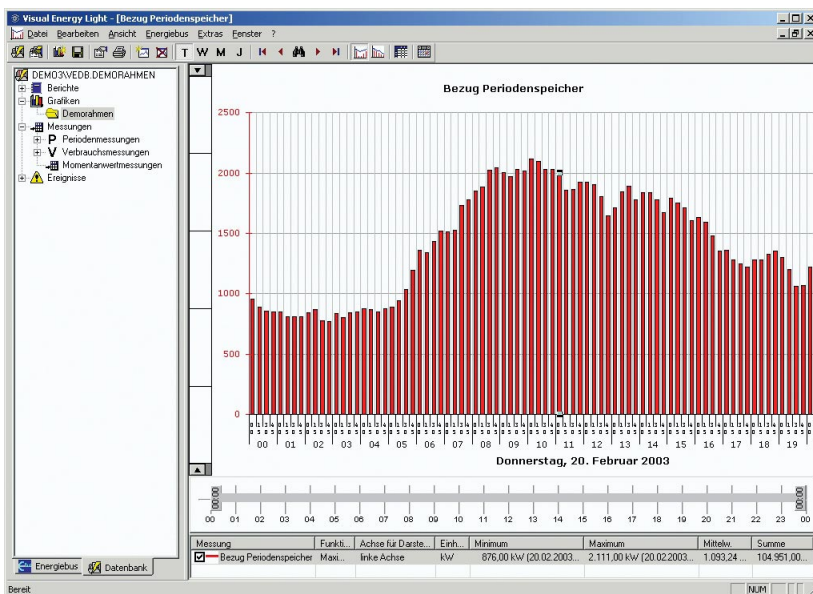 Visual Energy Light - [Bezug Periodenspeicher]
Datei Bearbeiten Ansicht Energiebus Extras Fenster ?
T W M J
DEMO3\VEDB.DEMORAHMEN
Berichte
Grafiken
Demorahmen
Messungen
P Periodenmessungen
V Verbrauchsmessungen
Momentanwertmessungen
Ereignisse
Bezug Periodenspeicher
2500
2000
1500
1000
500
0
00 01 02 03 04 05 06 07 08 09 10 11 12 13 14 15 16 17 18 19
Donnerstag, 20. Februar 2003
00:00 00:00
00 01 02 03 04 05 06 07 08 09 10 11 12 13 14 15 16 17 18 19 20 21 22 23 00
Messung Funkti... Achse für Darste... Einh... Minimum Maximum Mittelw. Summe
Bezug Periodenspeicher Maxi... linke Achse kW 876,00 kW (20.02.2003... 2.111,00 kW (20.02.2003... 1.093,24 ... 104.951,00...
Energiebus Datenbank
Bereit NUM